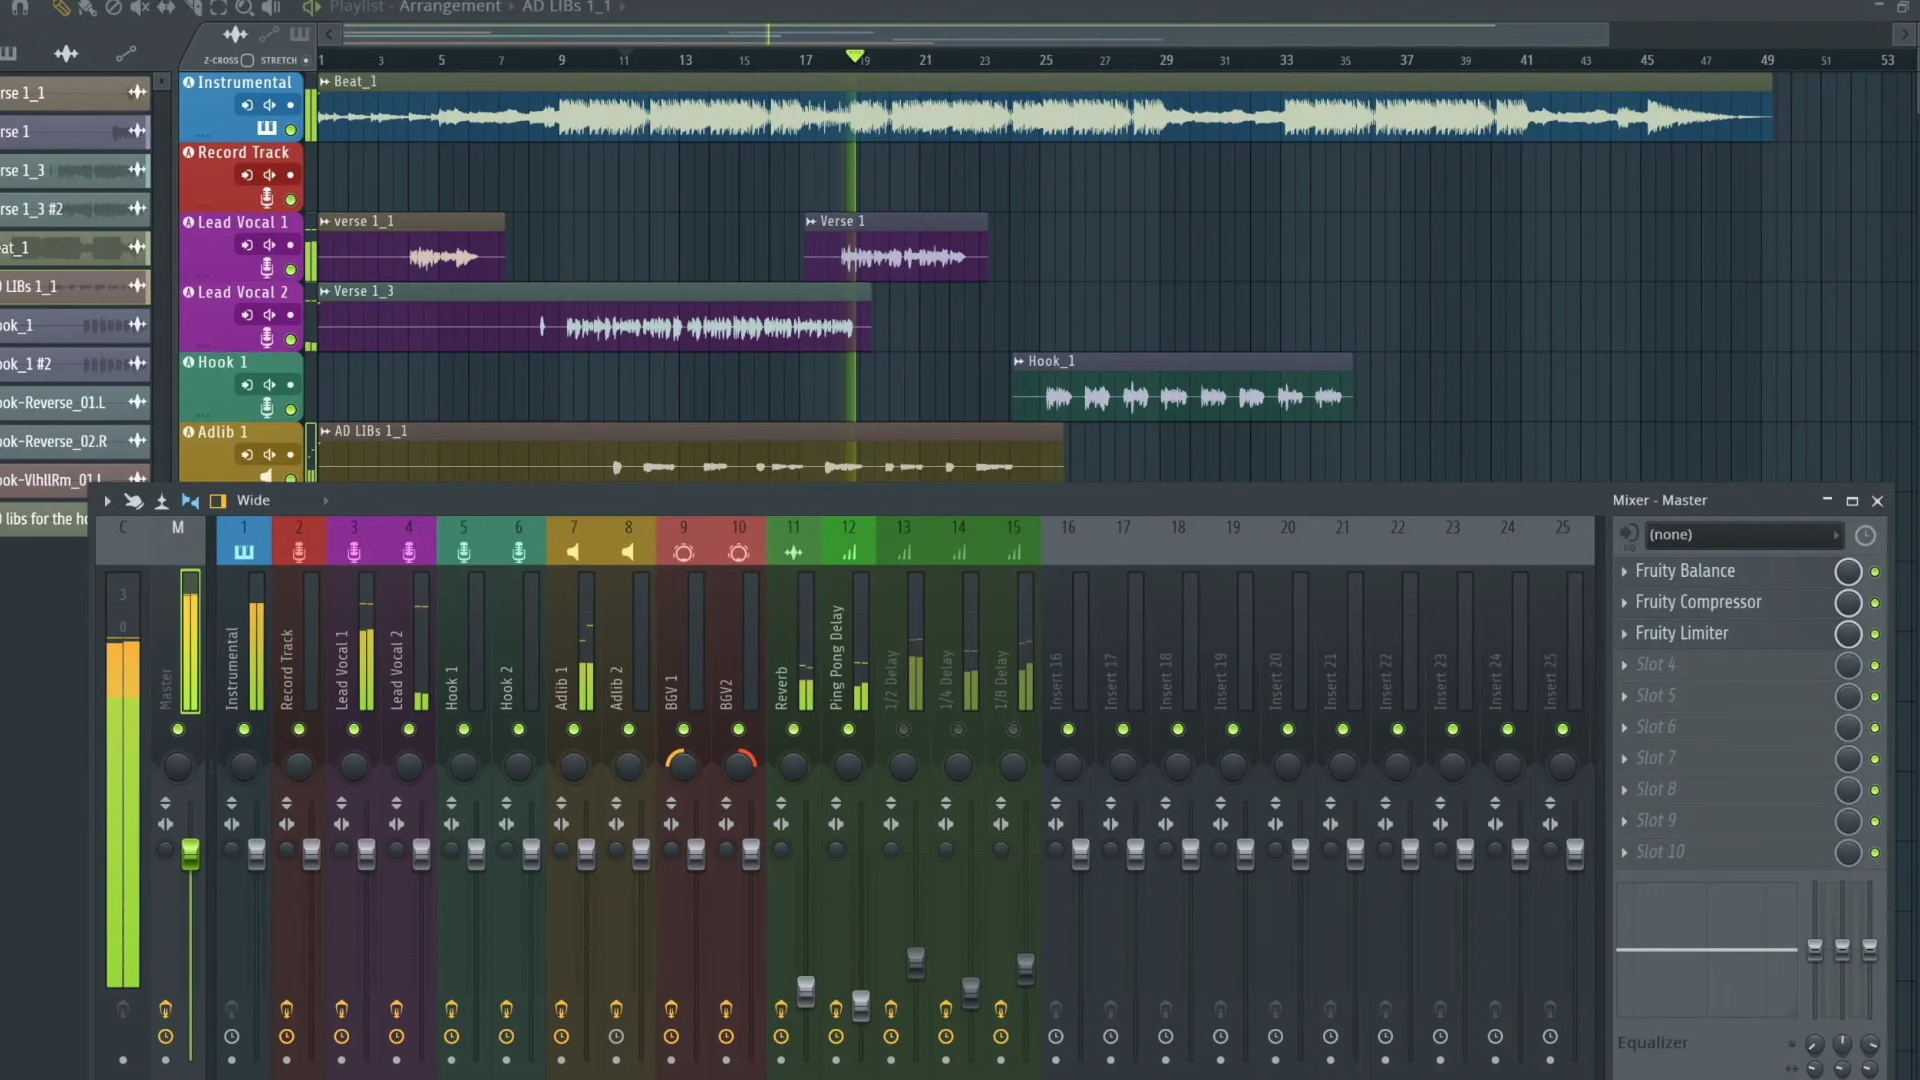 Playlist - Arrangement › AD LIBs 1_1 ›
Z-CROSS STRETCH
1 3 5 7 9 11 13 15 17 19 21 23 25 27 29 31 33 35 37 39 41 43 45 47 49 51 53
rse 1_1
rse 1
rse 1_3
rse 1_3 #2
at_1
LIBs 1_1
ook_1
ook_1 #2
ook-Reverse_01.L
ook-Reverse_02.R
ook-VlhllRm_01.L
libs for the ho
Instrumental
Beat_1
Record Track
Lead Vocal 1
verse 1_1
Verse 1
Lead Vocal 2
Verse 1_3
Hook 1
Hook_1
Adlib 1
AD LIBs 1_1
Wide
Mixer - Master
C M 1 2 3 4 5 6 7 8 9 10 11 12 13 14 15 16 17 18 19 20 21 22 23 24 25
3
0
Master
Instrumental
Record Track
Lead Vocal 1
Lead Vocal 2
Hook 1
Hook 2
Adlib 1
Adlib 2
BGV 1
BGV2
Reverb
Ping Pong Delay
1/2 Delay
1/4 Delay
1/8 Delay
Insert 16
Insert 17
Insert 18
Insert 19
Insert 20
Insert 21
Insert 22
Insert 23
Insert 24
Insert 25
(none)
EQ
Fruity Balance
Fruity Compressor
Fruity Limiter
Slot 4
Slot 5
Slot 6
Slot 7
Slot 8
Slot 9
Slot 10
Equalizer